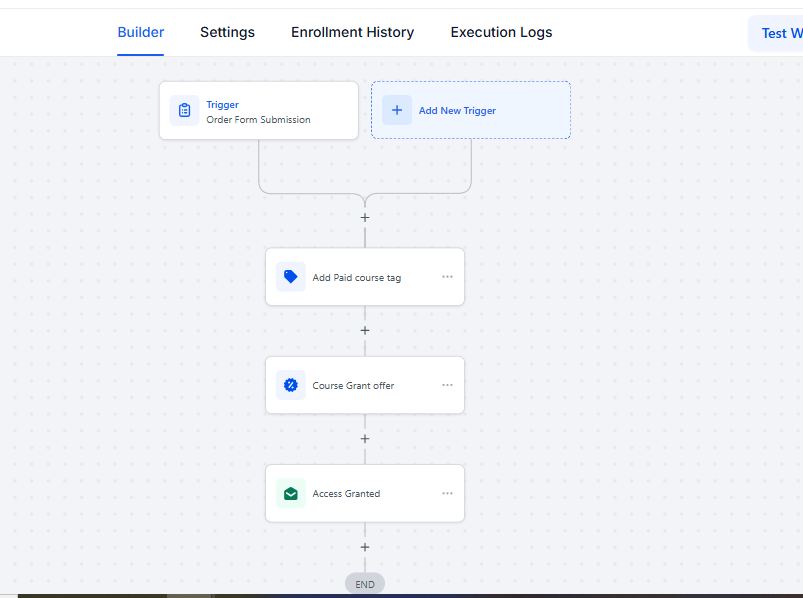 Builder
Settings
Enrollment History
Execution Logs
Test W
Trigger
Order Form Submission
Add New Trigger
Add Paid course tag
Course Grant offer
Access Granted
END